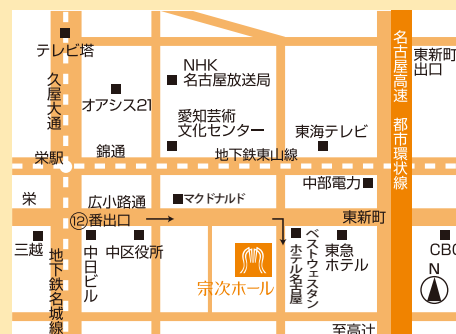 テレビ塔
久屋大通
NHK
名古屋放送局
オアシス21
愛知芸術
文化センター
東海テレビ
名古屋高速 都市環状線
東新町
出口
栄駅
錦通
地下鉄東山線
中部電力
栄
広小路通
マクドナルド
⑫番出口
東新町
三越
地下鉄名城線
中日ビル
中区役所
宗次ホール
ベストウェスタン
ホテル名古屋
東急
ホテル
CBC
N
至高辻